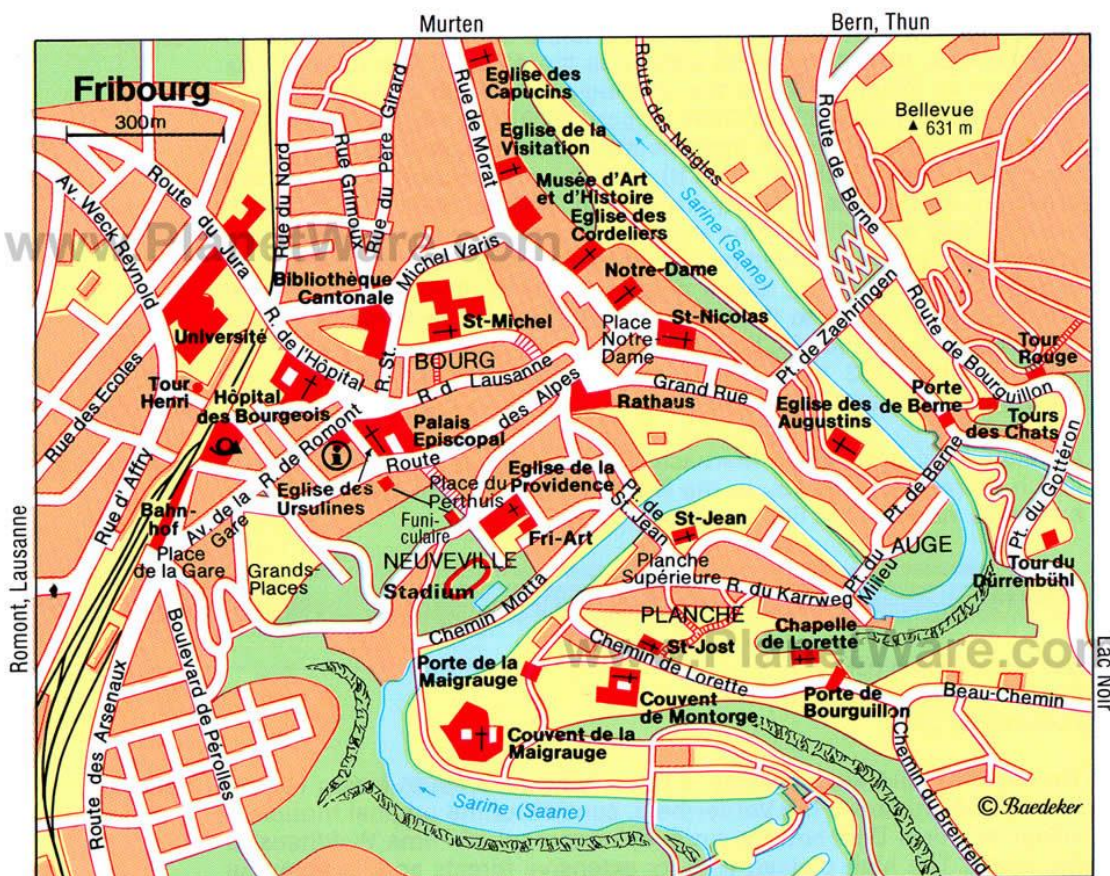 Murten
Bern, Thun
Fribourg
300m
Eglise des
Capucins
Eglise de la
Visitation
Musée d'Art
et d'Histoire
Eglise des
Cordeliers
Bellevue
▲ 631 m
Route des Neigles
Route de Berne
Sarine (Saane)
Rue de Morat
Rue du Père Girard
Rue Grimoux
Rue du Nord
Av. Weck Reynold
Route du Jura
www.PlanetWare.com
Michel Varis
Bibliothèque
Cantonale
Notre-Dame
St-Michel
St-Nicolas
Place
Notre-
Dame
Université
R. de l'Hôpital
R. St.
BOURG
R. d. Lausanne
Pt. de Zaehringen
Route de Bourguillon
Tour
Rouge
Rue des Ecoles
Tour
Henri
Hôpital
des Bourgeois
Palais
Episcopal
Route des Alpes
Rathaus
Grand Rue
Eglise des
Augustins
Porte
de Berne
Tours
des Chats
R. de Romont
i
Eglise des
Ursulines
Place du
Perthuis
Eglise de la
Providence
Pt. de
St. Jean
Pt. de Berne
Pt. du Gottéron
Rue d'Affry
Bahn-
hof
Av. de la
Gare
Place
de la Gare
Grands-
Places
Funi-
culaire
Fri-Art
NEUVEVILLE
Stadium
St-Jean
Planche
Supérieure
R. du Karrweg
Pt. du
Milieu
AUGE
Tour du
Dürrenbühl
Romont, Lausanne
Chemin Motta
PLANCHE
St-Jost
Chapelle
de Lorette
www.PlanetWare.com
Chemin de Lorette
Lac Noir
Porte de la
Maigrauge
Couvent
de Montorge
Porte de
Bourguillon
Beau-Chemin
Couvent de la
Maigrauge
Boulevard de Pérolles
Route des Arsenaux
Sarine (Saane)
Chemin du Breitfeld
© Baedeker